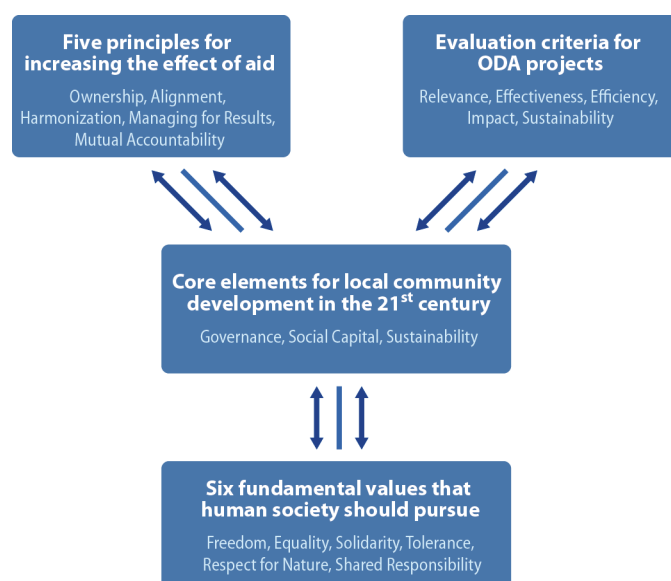 Five principles for
increasing the effect of aid
Ownership, Alignment,
Harmonization, Managing for Results,
Mutual Accountability
Evaluation criteria for
ODA projects
Relevance, Effectiveness, Efficiency,
Impact, Sustainability
Core elements for local community
development in the 21st century
Governance, Social Capital, Sustainability
Six fundamental values that
human society should pursue
Freedom, Equality, Solidarity, Tolerance,
Respect for Nature, Shared Responsibility